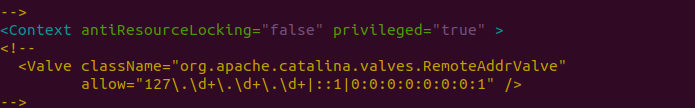 -->
<Context antiResourceLocking="false" privileged="true" >
<!--
  <Valve className="org.apache.catalina.valves.RemoteAddrValve"
         allow="127\.\d+\.\d+\.\d+|::1|0:0:0:0:0:0:0:1" />
-->